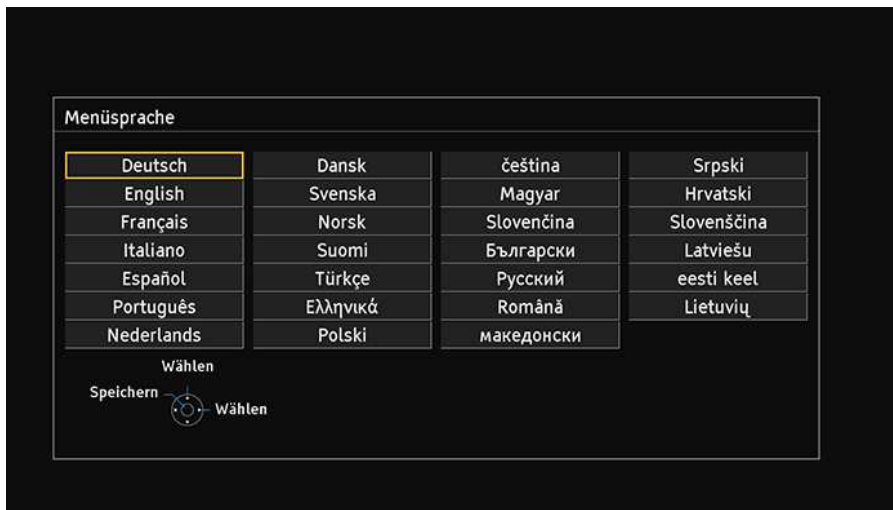 Menüsprache
Deutsch Dansk čeština Srpski
English Svenska Magyar Hrvatski
Français Norsk Slovenčina Slovenščina
Italiano Suomi Български Latviešu
Español Türkçe Русский eesti keel
Português Ελληνικά Română Lietuvių
Nederlands Polski македонски
Wählen
Speichern
Wählen